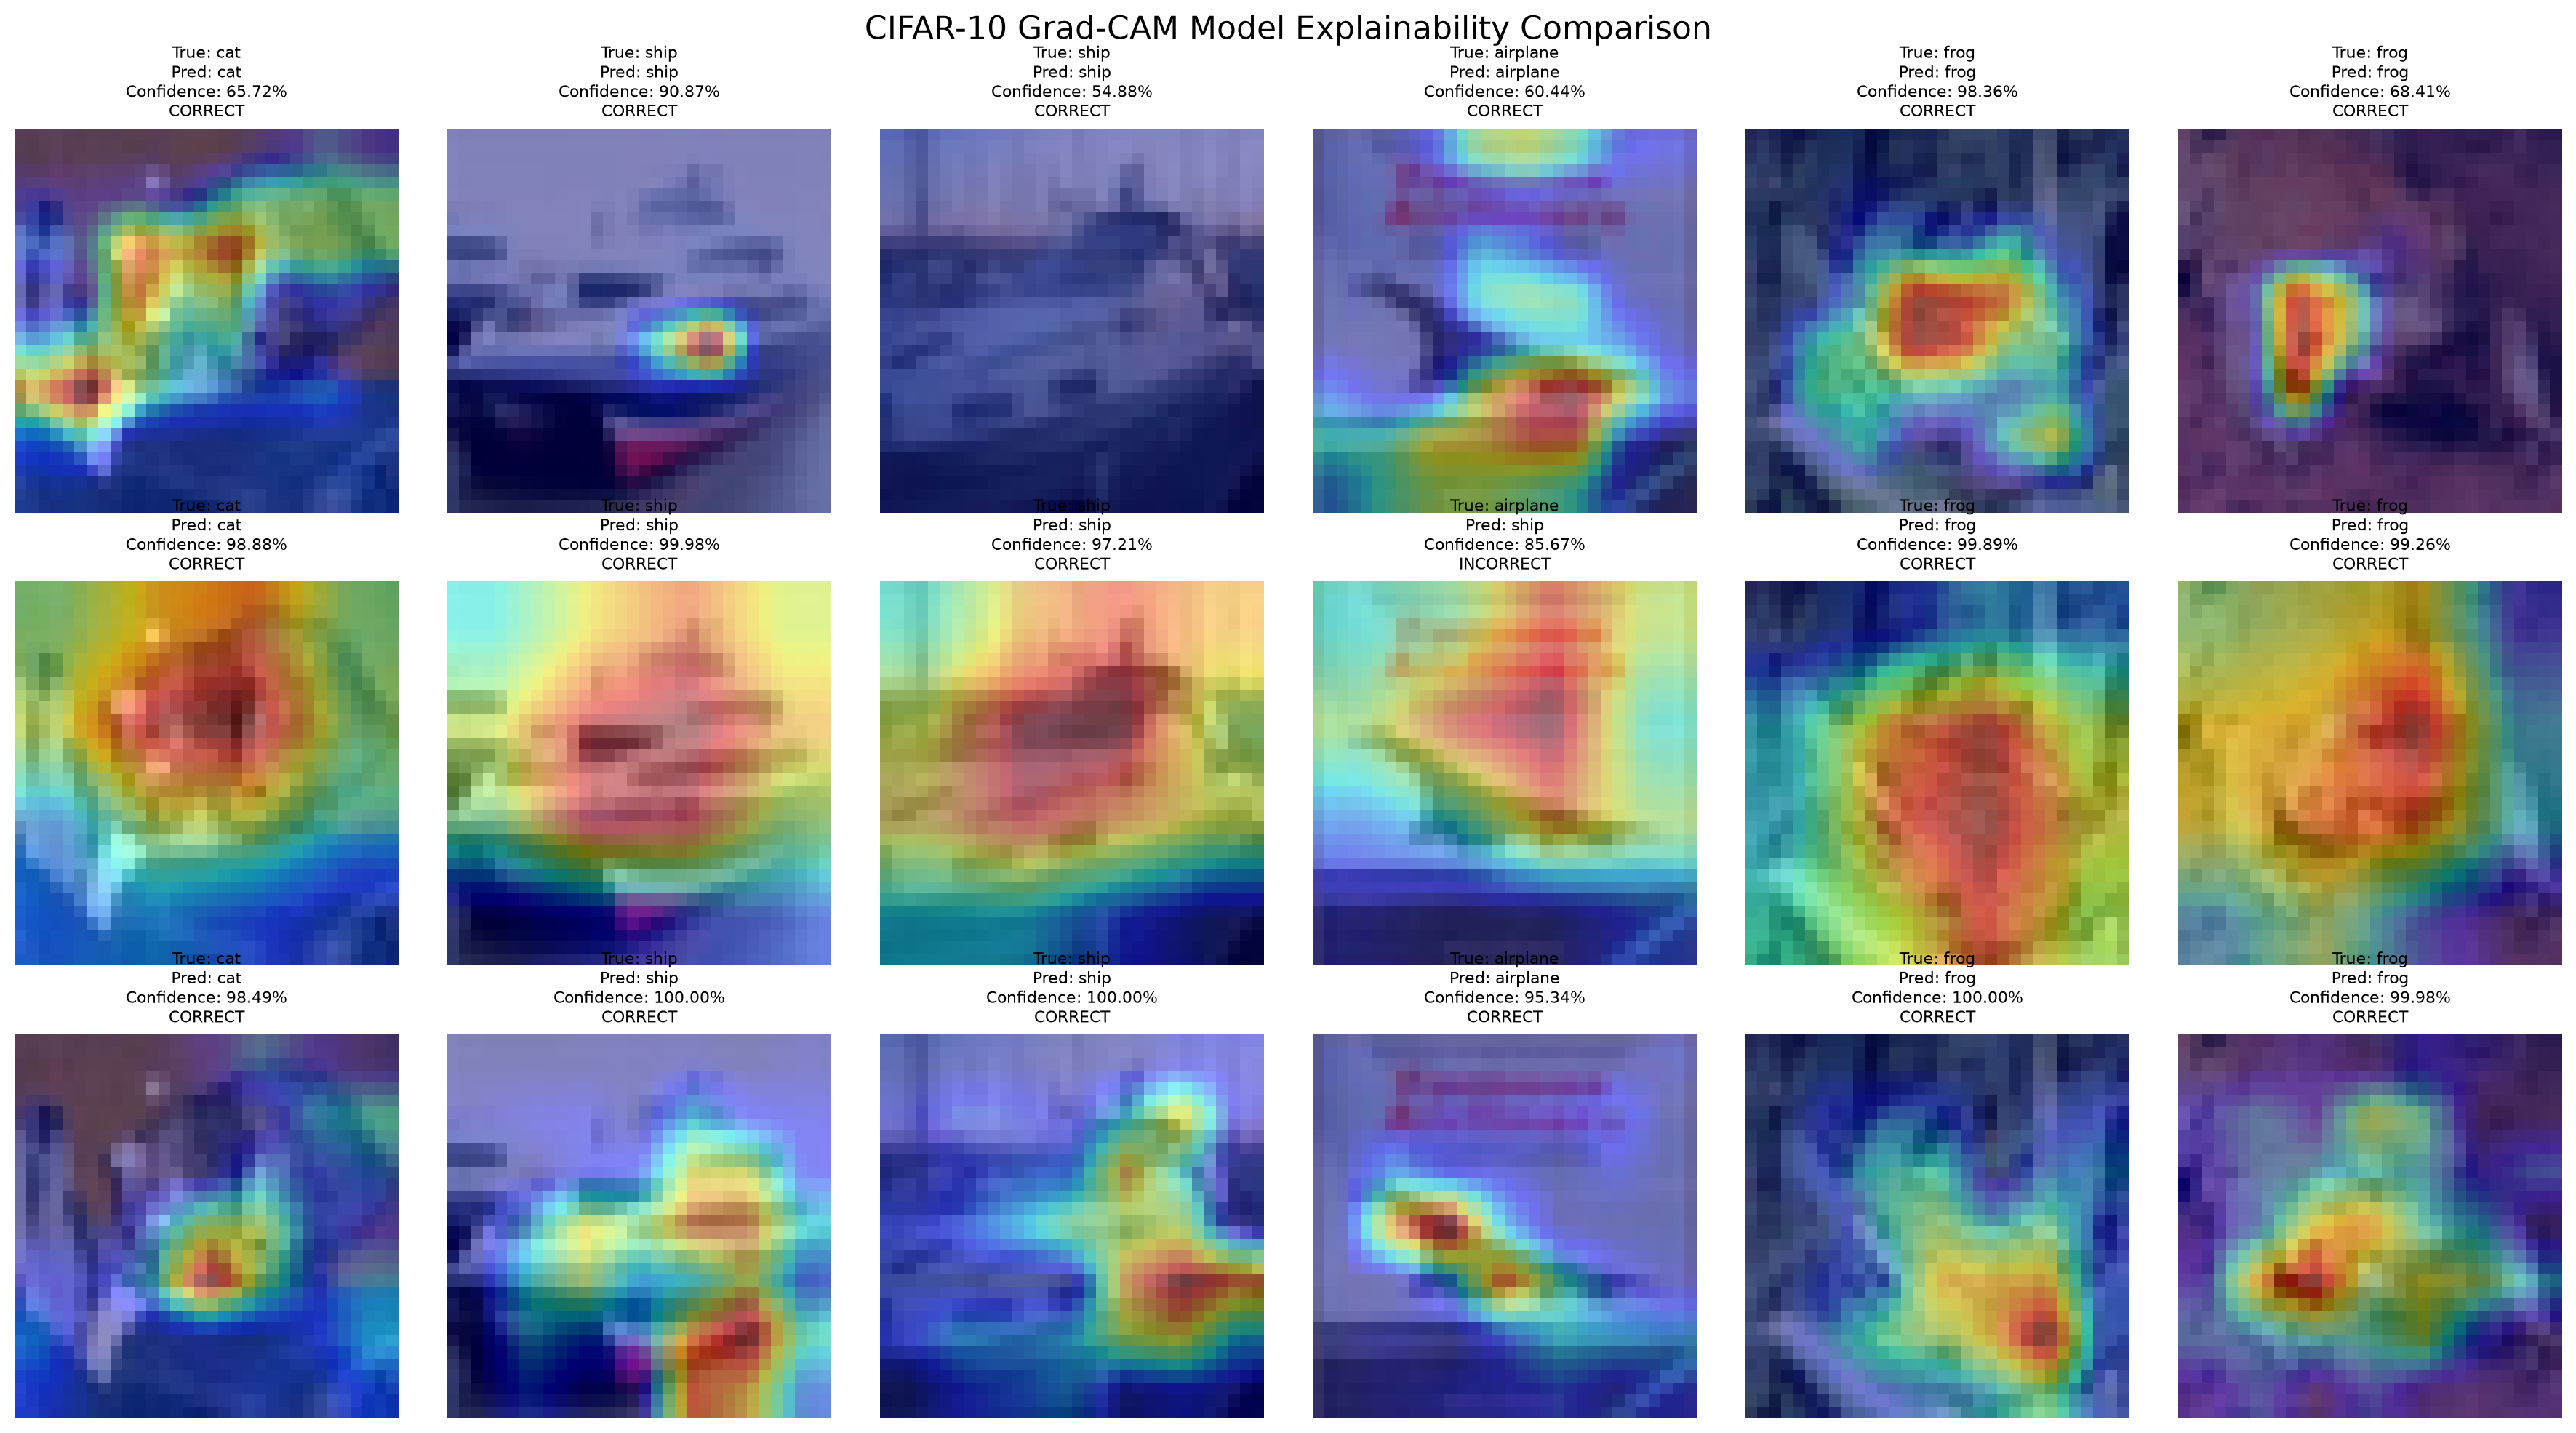 CIFAR-10 Grad-CAM Model Explainability Comparison
True: cat
Pred: cat
Confidence: 65.72%
CORRECT
True: ship
Pred: ship
Confidence: 90.87%
CORRECT
True: ship
Pred: ship
Confidence: 54.88%
CORRECT
True: airplane
Pred: airplane
Confidence: 60.44%
CORRECT
True: frog
Pred: frog
Confidence: 98.36%
CORRECT
True: frog
Pred: frog
Confidence: 68.41%
CORRECT
True: cat
Pred: cat
Confidence: 98.88%
CORRECT
True: ship
Pred: ship
Confidence: 99.98%
CORRECT
True: ship
Pred: ship
Confidence: 97.21%
CORRECT
True: airplane
Pred: ship
Confidence: 85.67%
INCORRECT
True: frog
Pred: frog
Confidence: 99.89%
CORRECT
True: frog
Pred: frog
Confidence: 99.26%
CORRECT
True: cat
Pred: cat
Confidence: 98.49%
CORRECT
True: ship
Pred: ship
Confidence: 100.00%
CORRECT
True: ship
Pred: ship
Confidence: 100.00%
CORRECT
True: airplane
Pred: airplane
Confidence: 95.34%
CORRECT
True: frog
Pred: frog
Confidence: 100.00%
CORRECT
True: frog
Pred: frog
Confidence: 99.98%
CORRECT